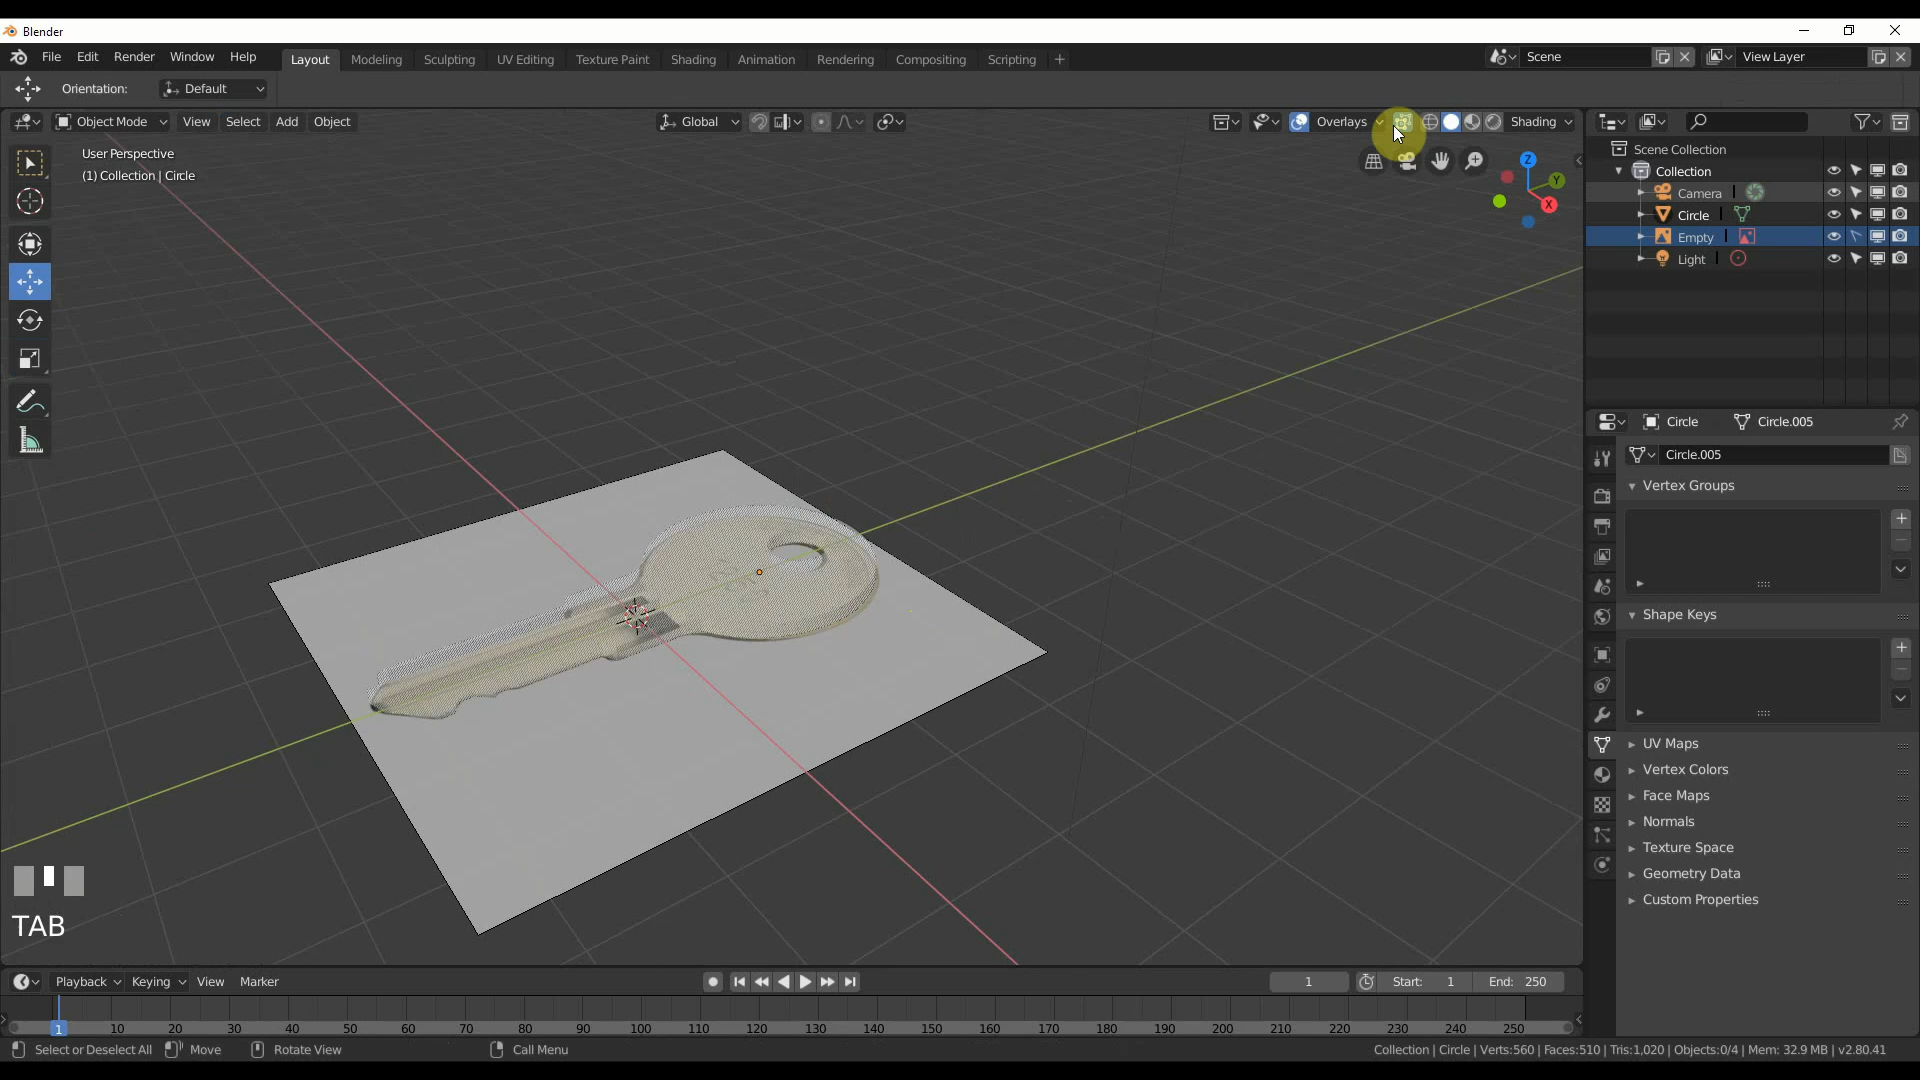 Blender
File Edit Render Window Help Layout Modeling Sculpting UV Editing Texture Paint Shading Animation Rendering Compositing Scripting + Scene View Layer
Orientation: Default
Object Mode View Select Add Object Global Overlays Shading
User Perspective
(1) Collection | Circle
Z
Y
X
Scene Collection
Collection
Camera
Circle
Empty
Light
Circle Circle.005
Circle.005
Vertex Groups
Shape Keys
UV Maps
Vertex Colors
Face Maps
Normals
Texture Space
Geometry Data
Custom Properties
TAB
Playback Keying View Marker 1 Start: 1 End: 250
1 10 20 30 40 50 60 70 80 90 100 110 120 130 140 150 160 170 180 190 200 210 220 230 240 250
Select or Deselect All Move Rotate View Call Menu Collection | Circle | Verts:560 | Faces:510 | Tris:1,020 | Objects:0/4 | Mem: 32.9 MB | v2.80.41